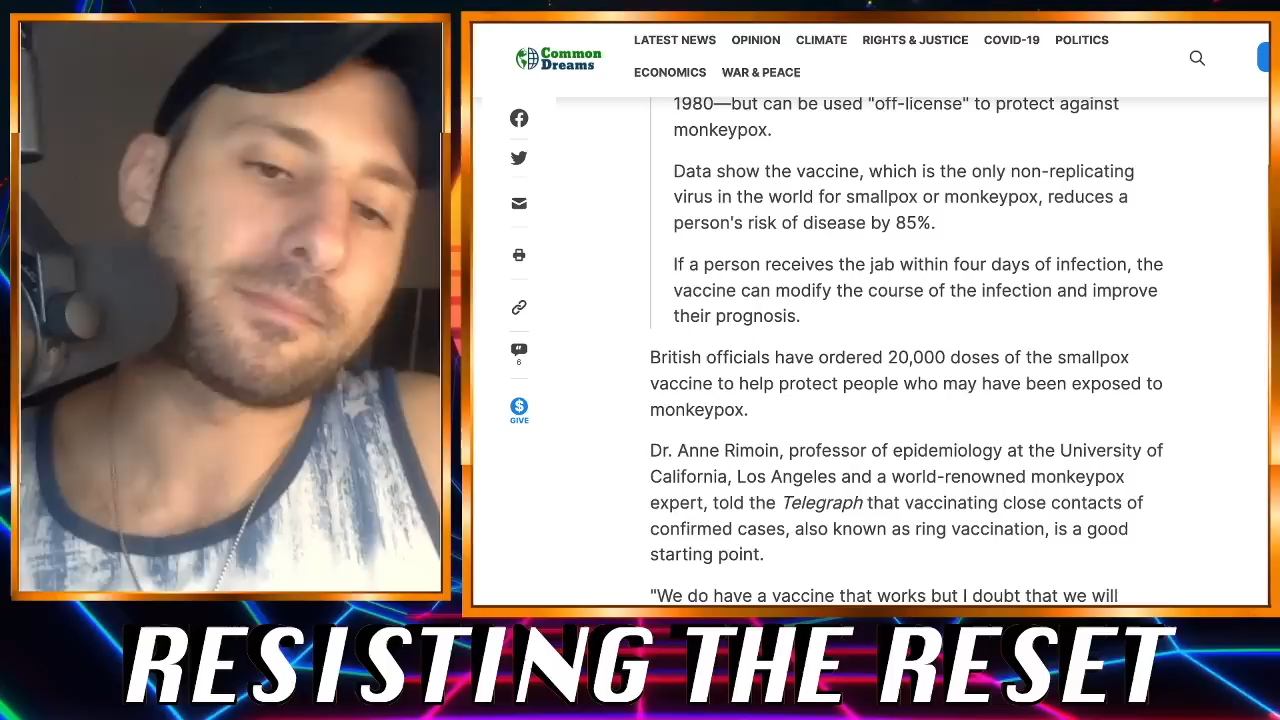 Common
Dreams
LATEST NEWS OPINION CLIMATE RIGHTS & JUSTICE COVID-19 POLITICS
ECONOMICS WAR & PEACE
1980—but can be used "off-license" to protect against
monkeypox.
Data show the vaccine, which is the only non-replicating
virus in the world for smallpox or monkeypox, reduces a
person's risk of disease by 85%.
If a person receives the jab within four days of infection, the
vaccine can modify the course of the infection and improve
their prognosis.
6
GIVE
British officials have ordered 20,000 doses of the smallpox
vaccine to help protect people who may have been exposed to
monkeypox.
Dr. Anne Rimoin, professor of epidemiology at the University of
California, Los Angeles and a world-renowned monkeypox
expert, told the Telegraph that vaccinating close contacts of
confirmed cases, also known as ring vaccination, is a good
starting point.
"We do have a vaccine that works but I doubt that we will
RESISTING THE RESET